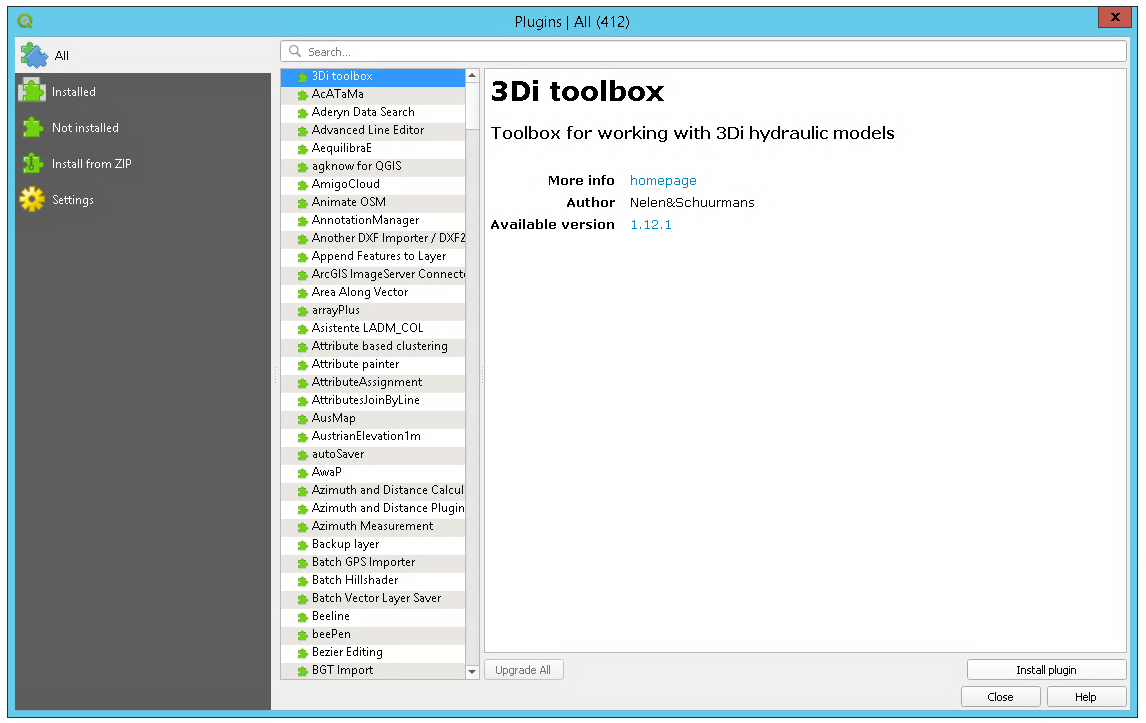 Plugins | All (412)
X
All
Installed
Not installed
Install from ZIP
Settings
Search...
3Di toolbox
AcATaMa
Aderyn Data Search
Advanced Line Editor
AequilibraE
agknow for QGIS
AmigoCloud
Animate OSM
AnnotationManager
Another DXF Importer / DXF2
Append Features to Layer
ArcGIS ImageServer Connecto
Area Along Vector
arrayPlus
Asistente LADM_COL
Attribute based clustering
Attribute painter
AttributeAssignment
AttributesJoinByLine
AusMap
AustrianElevation1m
autoSaver
AwaP
Azimuth and Distance Calcul
Azimuth and Distance Plugin
Azimuth Measurement
Backup layer
Batch GPS Importer
Batch Hillshader
Batch Vector Layer Saver
Beeline
beePen
Bezier Editing
BGT Import
3Di toolbox
Toolbox for working with 3Di hydraulic models
More info homepage
Author Nelen&Schuurmans
Available version 1.12.1
Upgrade All
Install plugin
Close
Help